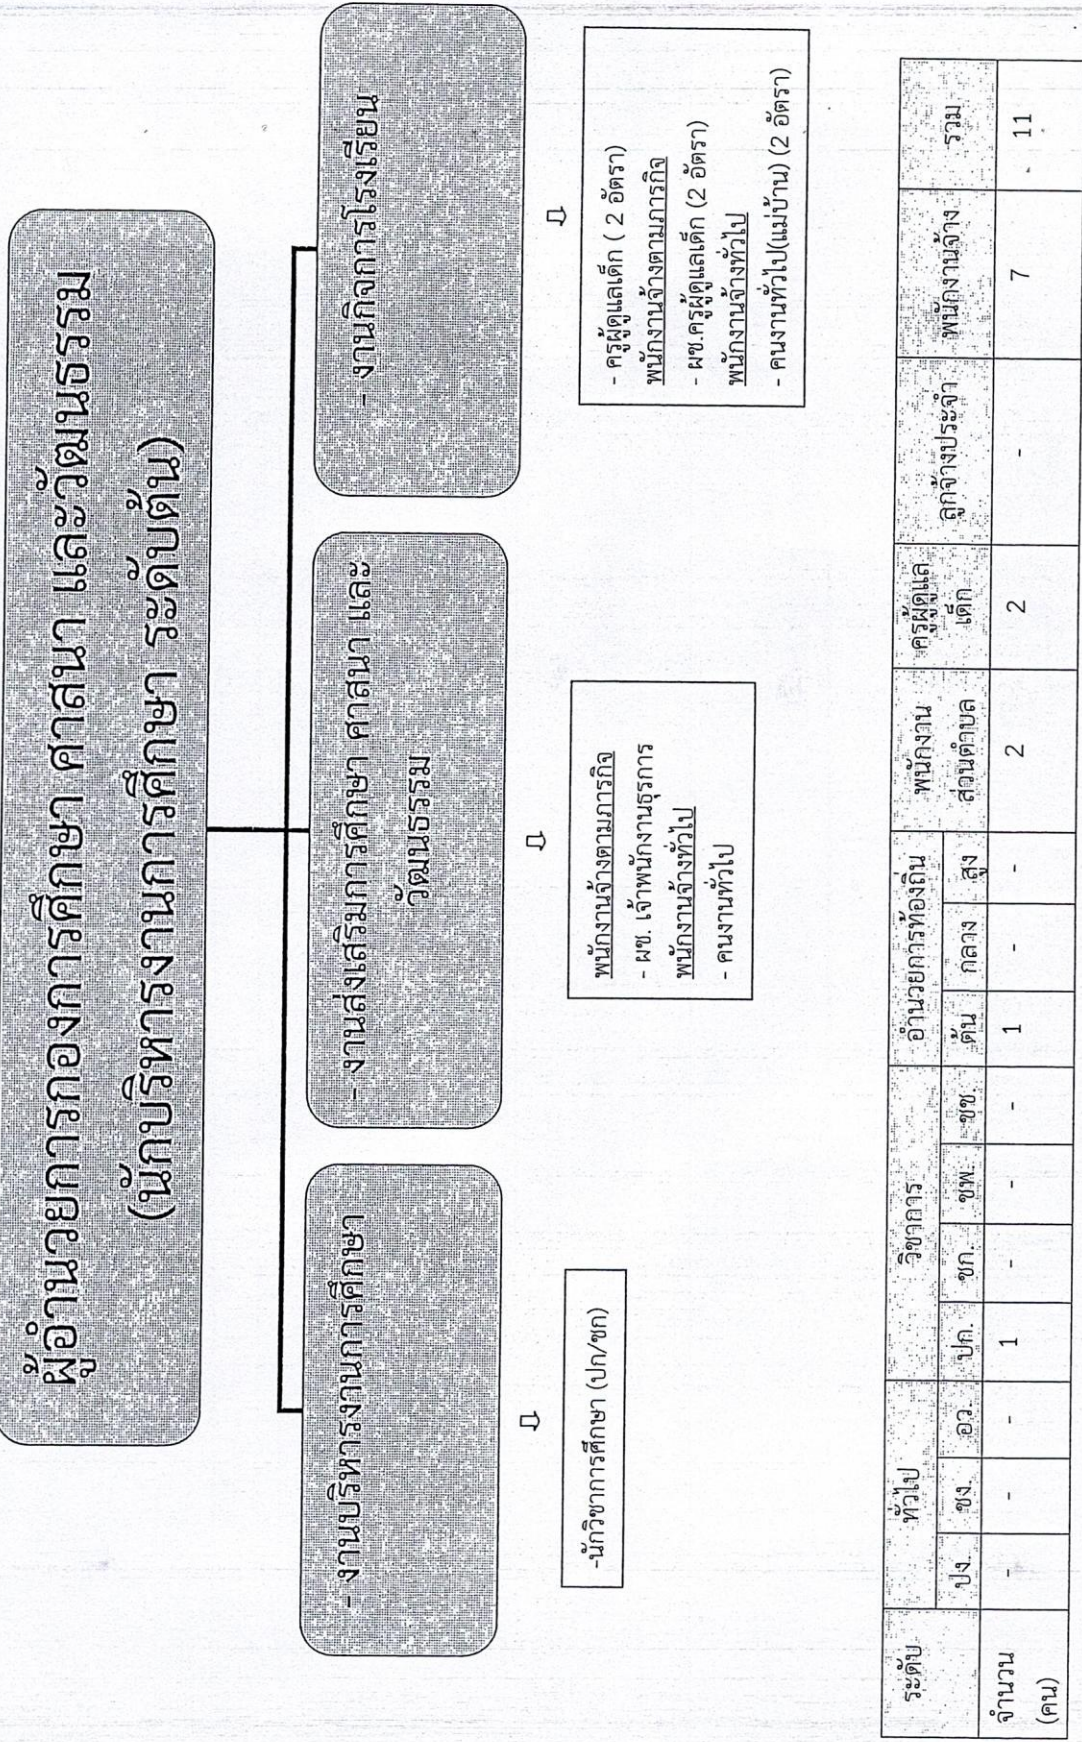 ผู้อำนวยการกองการศึกษา ศาสนา และวัฒนธรรม
(นักบริหารงานการศึกษา ระดับต้น)
- งานบริหารงานการศึกษา
- งานส่งเสริมการศึกษา ศาสนา และ
วัฒนธรรม
- งานกิจการโรงเรียน
-นักวิชาการศึกษา (ปก/ชก)
พนักงานจ้างตามภารกิจ
- ผช. เจ้าพนักงานธุรการ
พนักงานจ้างทั่วไป
- คนงานทั่วไป
- ครูผู้ดูแลเด็ก ( 2 อัตรา)
พนักงานจ้างตามภารกิจ
- ผช.ครูผู้ดูแลเด็ก (2 อัตรา)
พนักงานจ้างทั่วไป
- คนงานทั่วไป(แม่บ้าน) (2 อัตรา)
ระดับ ทั่วไป วิชาการ อำนวยการท้องถิ่น พนักงาน ครูผู้ดูแล ลูกจ้างประจำ พนักงานจ้าง รวม
ปง. ชง. อว. ปก. ชก. ชพ. ชช. ต้น กลาง สูง ส่วนตำบล เด็ก
จำนวน - - - 1 - - - 1 - - 2 2 - 7 11
(คน)